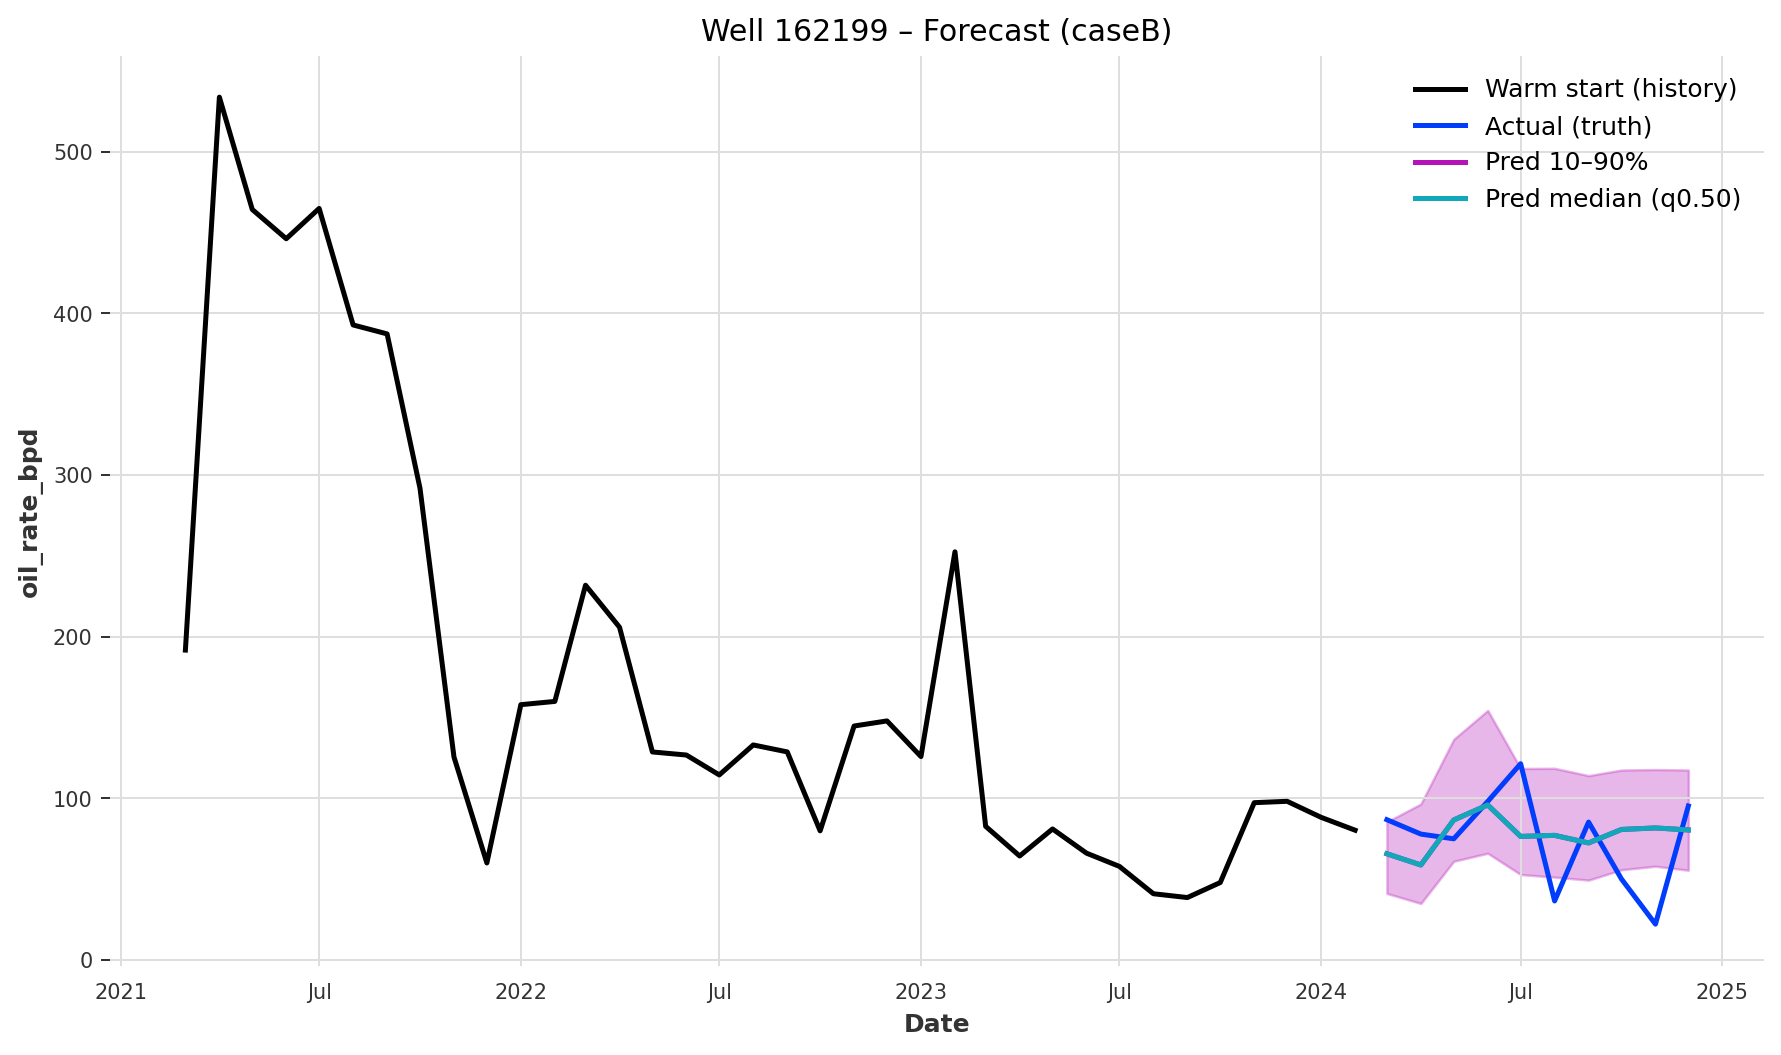 Well 162199 – Forecast (caseB)
Warm start (history)
Actual (truth)
Pred 10–90%
Pred median (q0.50)
oil_rate_bpd
500
400
300
200
100
0
2021
Jul
2022
Jul
2023
Jul
2024
Jul
2025
Date